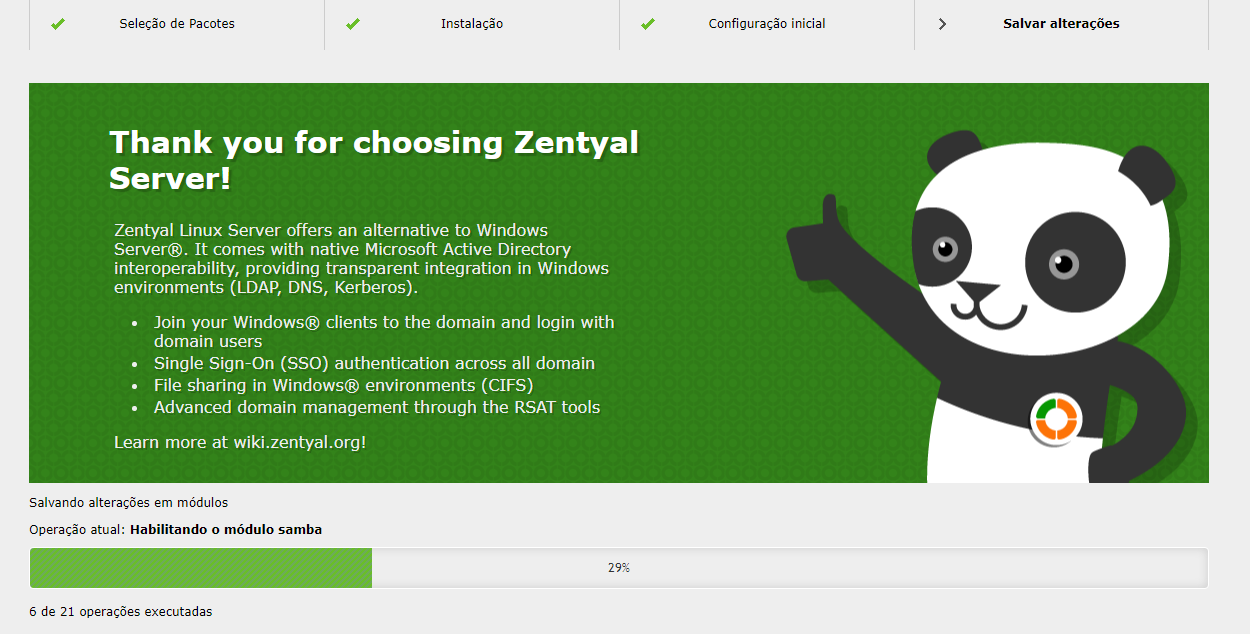 Seleção de Pacotes
Instalação
Configuração inicial
Salvar alterações
Thank you for choosing Zentyal
Server!
Zentyal Linux Server offers an alternative to Windows
Server®. It comes with native Microsoft Active Directory
interoperability, providing transparent integration in Windows
environments (LDAP, DNS, Kerberos).
• Join your Windows® clients to the domain and login with
domain users
• Single Sign-On (SSO) authentication across all domain
• File sharing in Windows® environments (CIFS)
• Advanced domain management through the RSAT tools
Learn more at wiki.zentyal.org!
Salvando alterações em módulos
Operação atual: Habilitando o módulo samba
29%
6 de 21 operações executadas